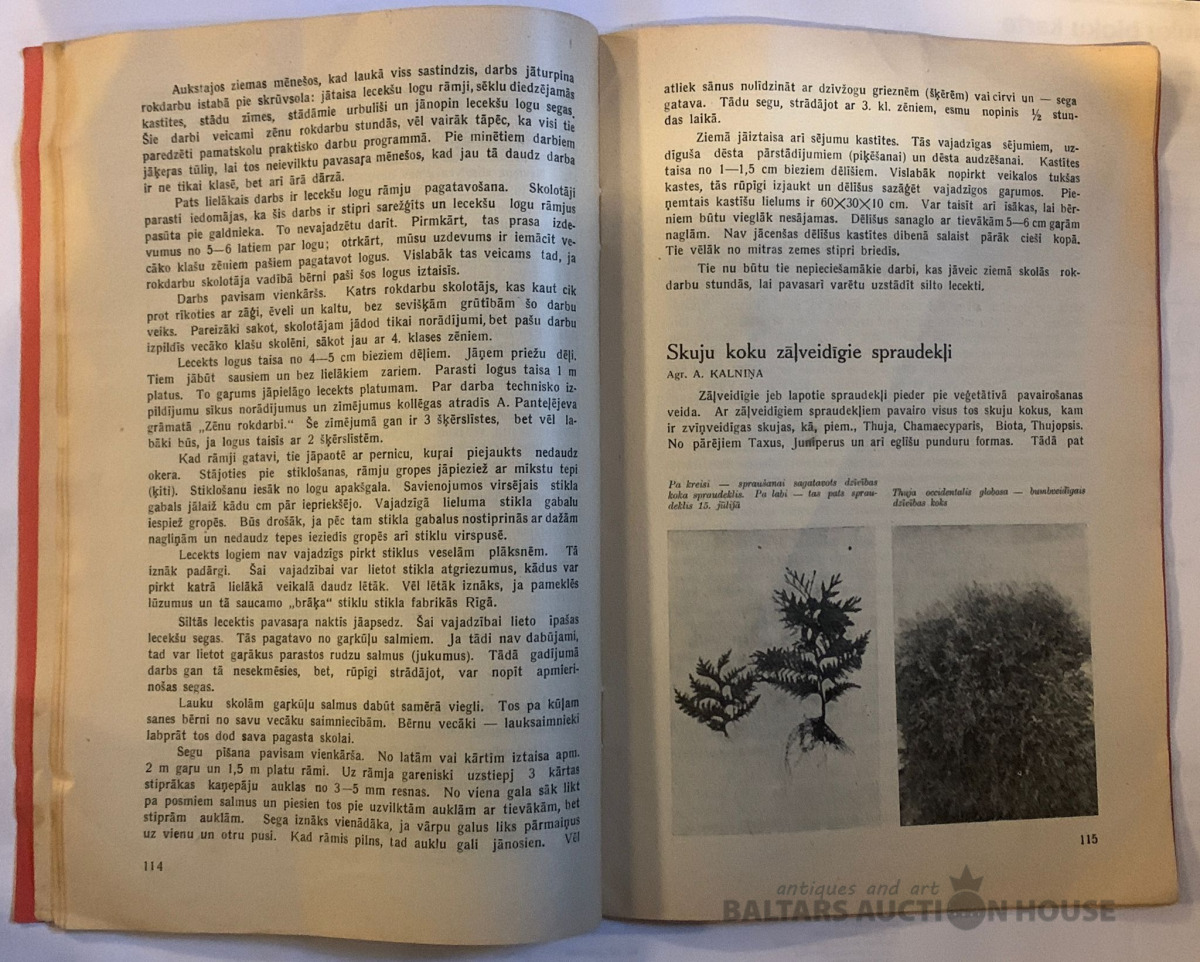 Aukstajos ziemas mēnešos, kad laukā viss sastindzis, darbs jāturpina
rokdarbu istabā pie skrūvsola: jātaisa lecekšu logu rāmji, sēklu diedzējamās
kastītes, stādu zīmes, stādāmie urbuliši un jānopin lecekšu logu segas.
Šie darbi veicami zēnu rokdarbu stundās, vēl vairāk tāpēc, ka visi tie
paredzēti pamatskolu praktisko darbu programmā. Pie minētiem darbiem
jāķeŗas tūliņ, lai tos neievilktu pavasaŗa mēnešos, kad jau tā daudz darba
ir ne tikai klasē, bet arī ārā dārzā.
Pats lielākais darbs ir lecekšu logu rāmju pagatavošana. Skolotāji
parasti iedomājas, ka šis darbs ir stipri sarežģīts un lecekšu logu rāmjus
pasūta pie galdnieka. To nevajadzētu darīt. Pirmkārt, tas prasa izde-
vumus no 5—6 latiem par logu; otrkārt, mūsu uzdevums ir iemācīt ve-
cāko klašu zēniem pašiem pagatavot logus. Vislabāk tas veicams tad, ja
rokdarbu skolotāja vadībā bērni paši šos logus iztaisīs.
Darbs pavisam vienkāršs. Katrs rokdarbu skolotājs, kas kaut cik
prot rīkoties ar zāģi, ēveli un kaltu, bez sevišķām grūtībām šo darbu
veiks. Pareizāki sakot, skolotājam jādod tikai norādījumi, bet pašu darbu
izpildīs vecāko klašu skolēni, sākot jau ar 4. klases zēniem.
Lecekts logus taisa no 4—5 cm bieziem dēļiem. Jāņem priežu dēļi.
Tiem jābūt sausiem un bez lielākiem zariem. Parasti logus taisa 1 m
platus. To gaŗums jāpielāgo lecekts platumam. Par darba technisko iz-
pildījumu sīkus norādījumus un zīmējumus kollēgas atradīs A. Panteļējeva
grāmatā „Zēnu rokdarbi.“ Še zīmējumā gan ir 3 šķērslīstes, bet vēl la-
bāki būs, ja logus taisīs ar 2 šķērslīstēm.
Kad rāmji gatavi, tie jāpaotē ar pernicu, kuŗai piejaukts nedaudz
okera. Stājoties pie stiklošanas, rāmju gropes jāpieziež ar mīkstu tepi
(ķiti). Stiklošanu iesāk no logu apakšgala. Savienojumos virsējais stikla
gabals jālaiž kādu cm pār iepriekšējo. Vajadzīgā lieluma stikla gabalu
iespiež gropēs. Būs drošāk, ja pēc tam stikla gabalus nostiprinās ar dažām
nagliņām un nedaudz tepes ieziedīs gropēs arī stiklu virspusē.
Lecekts logiem nav vajadzīgs pirkt stiklus veselām plāksnēm. Tā
iznāk padārgi. Šai vajadzībai var lietot stikla atgriezumus, kādus var
pirkt katrā lielākā veikalā daudz lētāk. Vēl lētāk iznāks, ja pameklēs
lūzumus un tā saucamo „brāķa“ stiklu stikla fabrikās Rīgā.
Siltās lecektis pavasaŗa naktīs jāapsedz. Šai vajadzībai lieto īpašas
lecekšu segas. Tās pagatavo no gaŗkūļu salmiem. Ja tādi nav dabūjami,
tad var lietot gaŗākus parastos rudzu salmus (jukumus). Tādā gadījumā
darbs gan tā nesekmēsies, bet, rūpīgi strādājot, var nopīt apmieri-
nošas segas.
Lauku skolām gaŗkūļu salmus dabūt samērā viegli. Tos pa kūļam
sanes bērni no savu vecāku saimniecībām. Bērnu vecāki — lauksaimnieki
labprāt tos dod sava pagasta skolai.
Segu pīšana pavisam vienkārša. No latām vai kārtīm iztaisa apm.
2 m gaŗu un 1,5 m platu rāmi. Uz rāmja gareniski uzstiepj 3 kārtas
stiprākas kaņepāju auklas no 3—5 mm resnas. No viena gala sāk likt
pa posmiem salmus un piesien tos pie uzvilktām auklām ar tievākām, bet
stiprām auklām. Sega iznāks vienādāka, ja vārpu galus liks pārmaiņus
uz vienu un otru pusi. Kad rāmis pilns, tad auklu gali jānosien. Vēl
114
atliek sānus nolīdzināt ar dzīvžogu grieznēm (šķērēm) vai cirvi un — sega
gatava. Tādu segu, strādājot ar 3. kl. zēniem, esmu nopinis ½ stun-
das laikā.
Ziemā jāiztaisa arī sējumu kastītes. Tās vajadzīgas sējumiem, uz-
dīguša dēsta pārstādījumiem (piķēšanai) un dēsta audzēšanai. Kastītes
taisa no 1—1,5 cm bieziem dēlīšiem. Vislabāk nopirkt veikalos tukšas
kastes, tās rūpīgi izjaukt un dēlīšus sazāģēt vajadzīgos gaŗumos. Pie-
ņemtais kastīšu lielums ir 60×30×10 cm. Var taisīt arī īsākas, lai bēr-
niem būtu vieglāk nesājamas. Dēlīšus sanaglo ar tievākām 5—6 cm gaŗām
naglām. Nav jācenšas dēlīšus kastītes dibenā salaist pārāk cieši kopā.
Tie vēlāk no mitras zemes stipri briedīs.
Tie nu būtu tie nepieciešamākie darbi, kas jāveic ziemā skolās rok-
darbu stundās, lai pavasarī varētu uzstādīt silto lecekti.
Skuju koku zāļveidīgie spraudekļi
Agr. A. KALNIŅA
Zāļveidīgie jeb lapotie spraudekļi pieder pie veģetātīvā pavairošanas
veida. Ar zāļveidīgiem spraudekļiem pavairo visus tos skuju kokus, kam
ir zvīņveidīgas skujas, kā, piem., Thuja, Chamaecyparis, Biota, Thujopsis.
No pārējiem Taxus, Juniperus un arī eglīšu punduru formas. Tādā pat
Pa kreisi — spraušanai sagatavots dzīvības
koka spraudeklis. Pa labi — tas pats sprau-
deklis 15. jūlijā
Thuja occidentalis globosa — bumbveidīgais
dzīvības koks
115
antiques and art
BALTARS AUCTION HOUSE